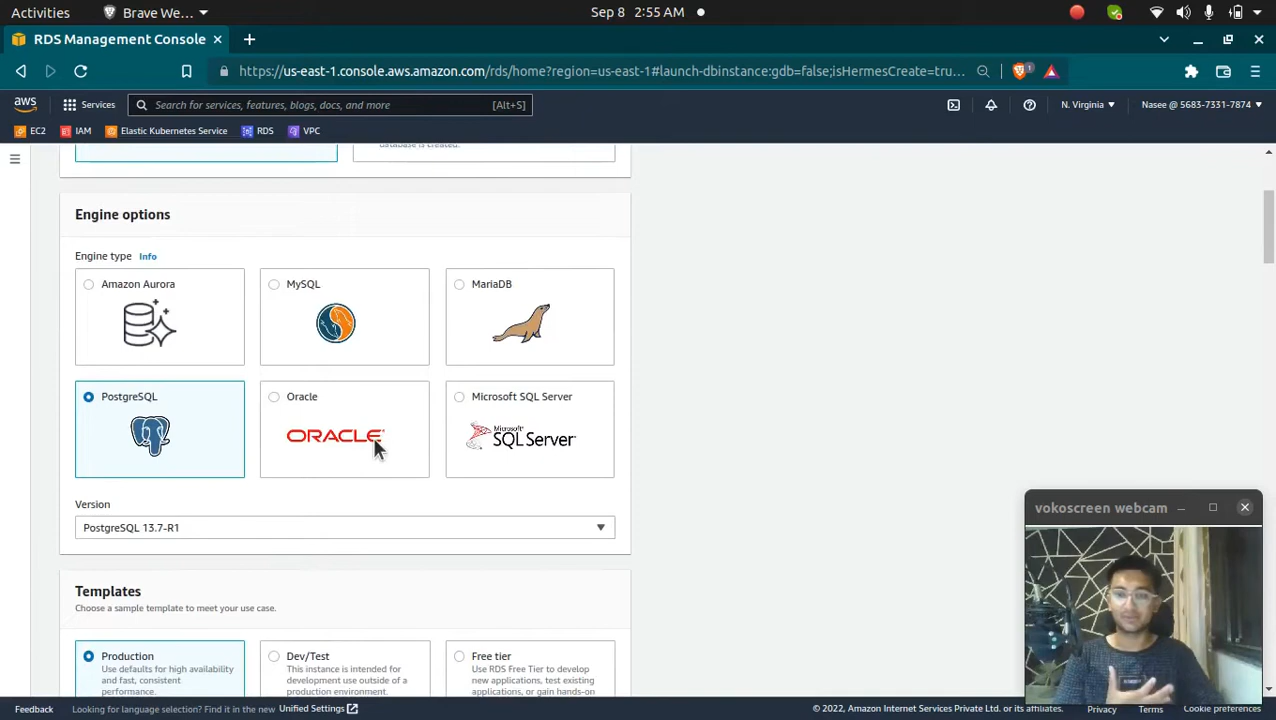 Activities
Brave We...
Sep 8 2:55 AM
RDS Management Console
https://us-east-1.console.aws.amazon.com/rds/home?region=us-east-1#launch-dbinstance:gdb=false;isHermesCreate=tru...
1
aws
Services
Search for services, features, blogs, docs, and more
[Alt+S]
N. Virginia
Nasee @ 5683-7331-7874
EC2
IAM
Elastic Kubernetes Service
RDS
VPC
database is created.
Engine options
Engine type Info
Amazon Aurora
MySQL
MariaDB
PostgreSQL
Oracle
ORACLE
Microsoft SQL Server
Microsoft
SQL Server
Version
PostgreSQL 13.7-R1
Templates
Choose a sample template to meet your use case.
Production
Use defaults for high availability
and fast, consistent
performance.
Dev/Test
This instance is intended for
development use outside of a
production environment.
Free tier
Use RDS Free Tier to develop
new applications, test existing
applications, or gain hands-on
vokoscreen webcam
Feedback
Looking for language selection? Find it in the new Unified Settings
© 2022, Amazon Internet Services Private Ltd. or its affiliates.
Privacy
Terms
Cookie preferences